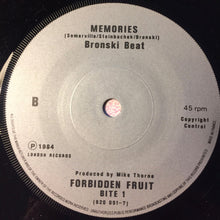 MEMORIES
(Somerville/Steinbachek/Bronski)
Bronski Beat
B
45 rpm
℗ 1984
LONDON RECORDS
Copyright
Control
Produced by Mike Thorne
FORBIDDEN FRUIT
BITE 1
(820 091-7)